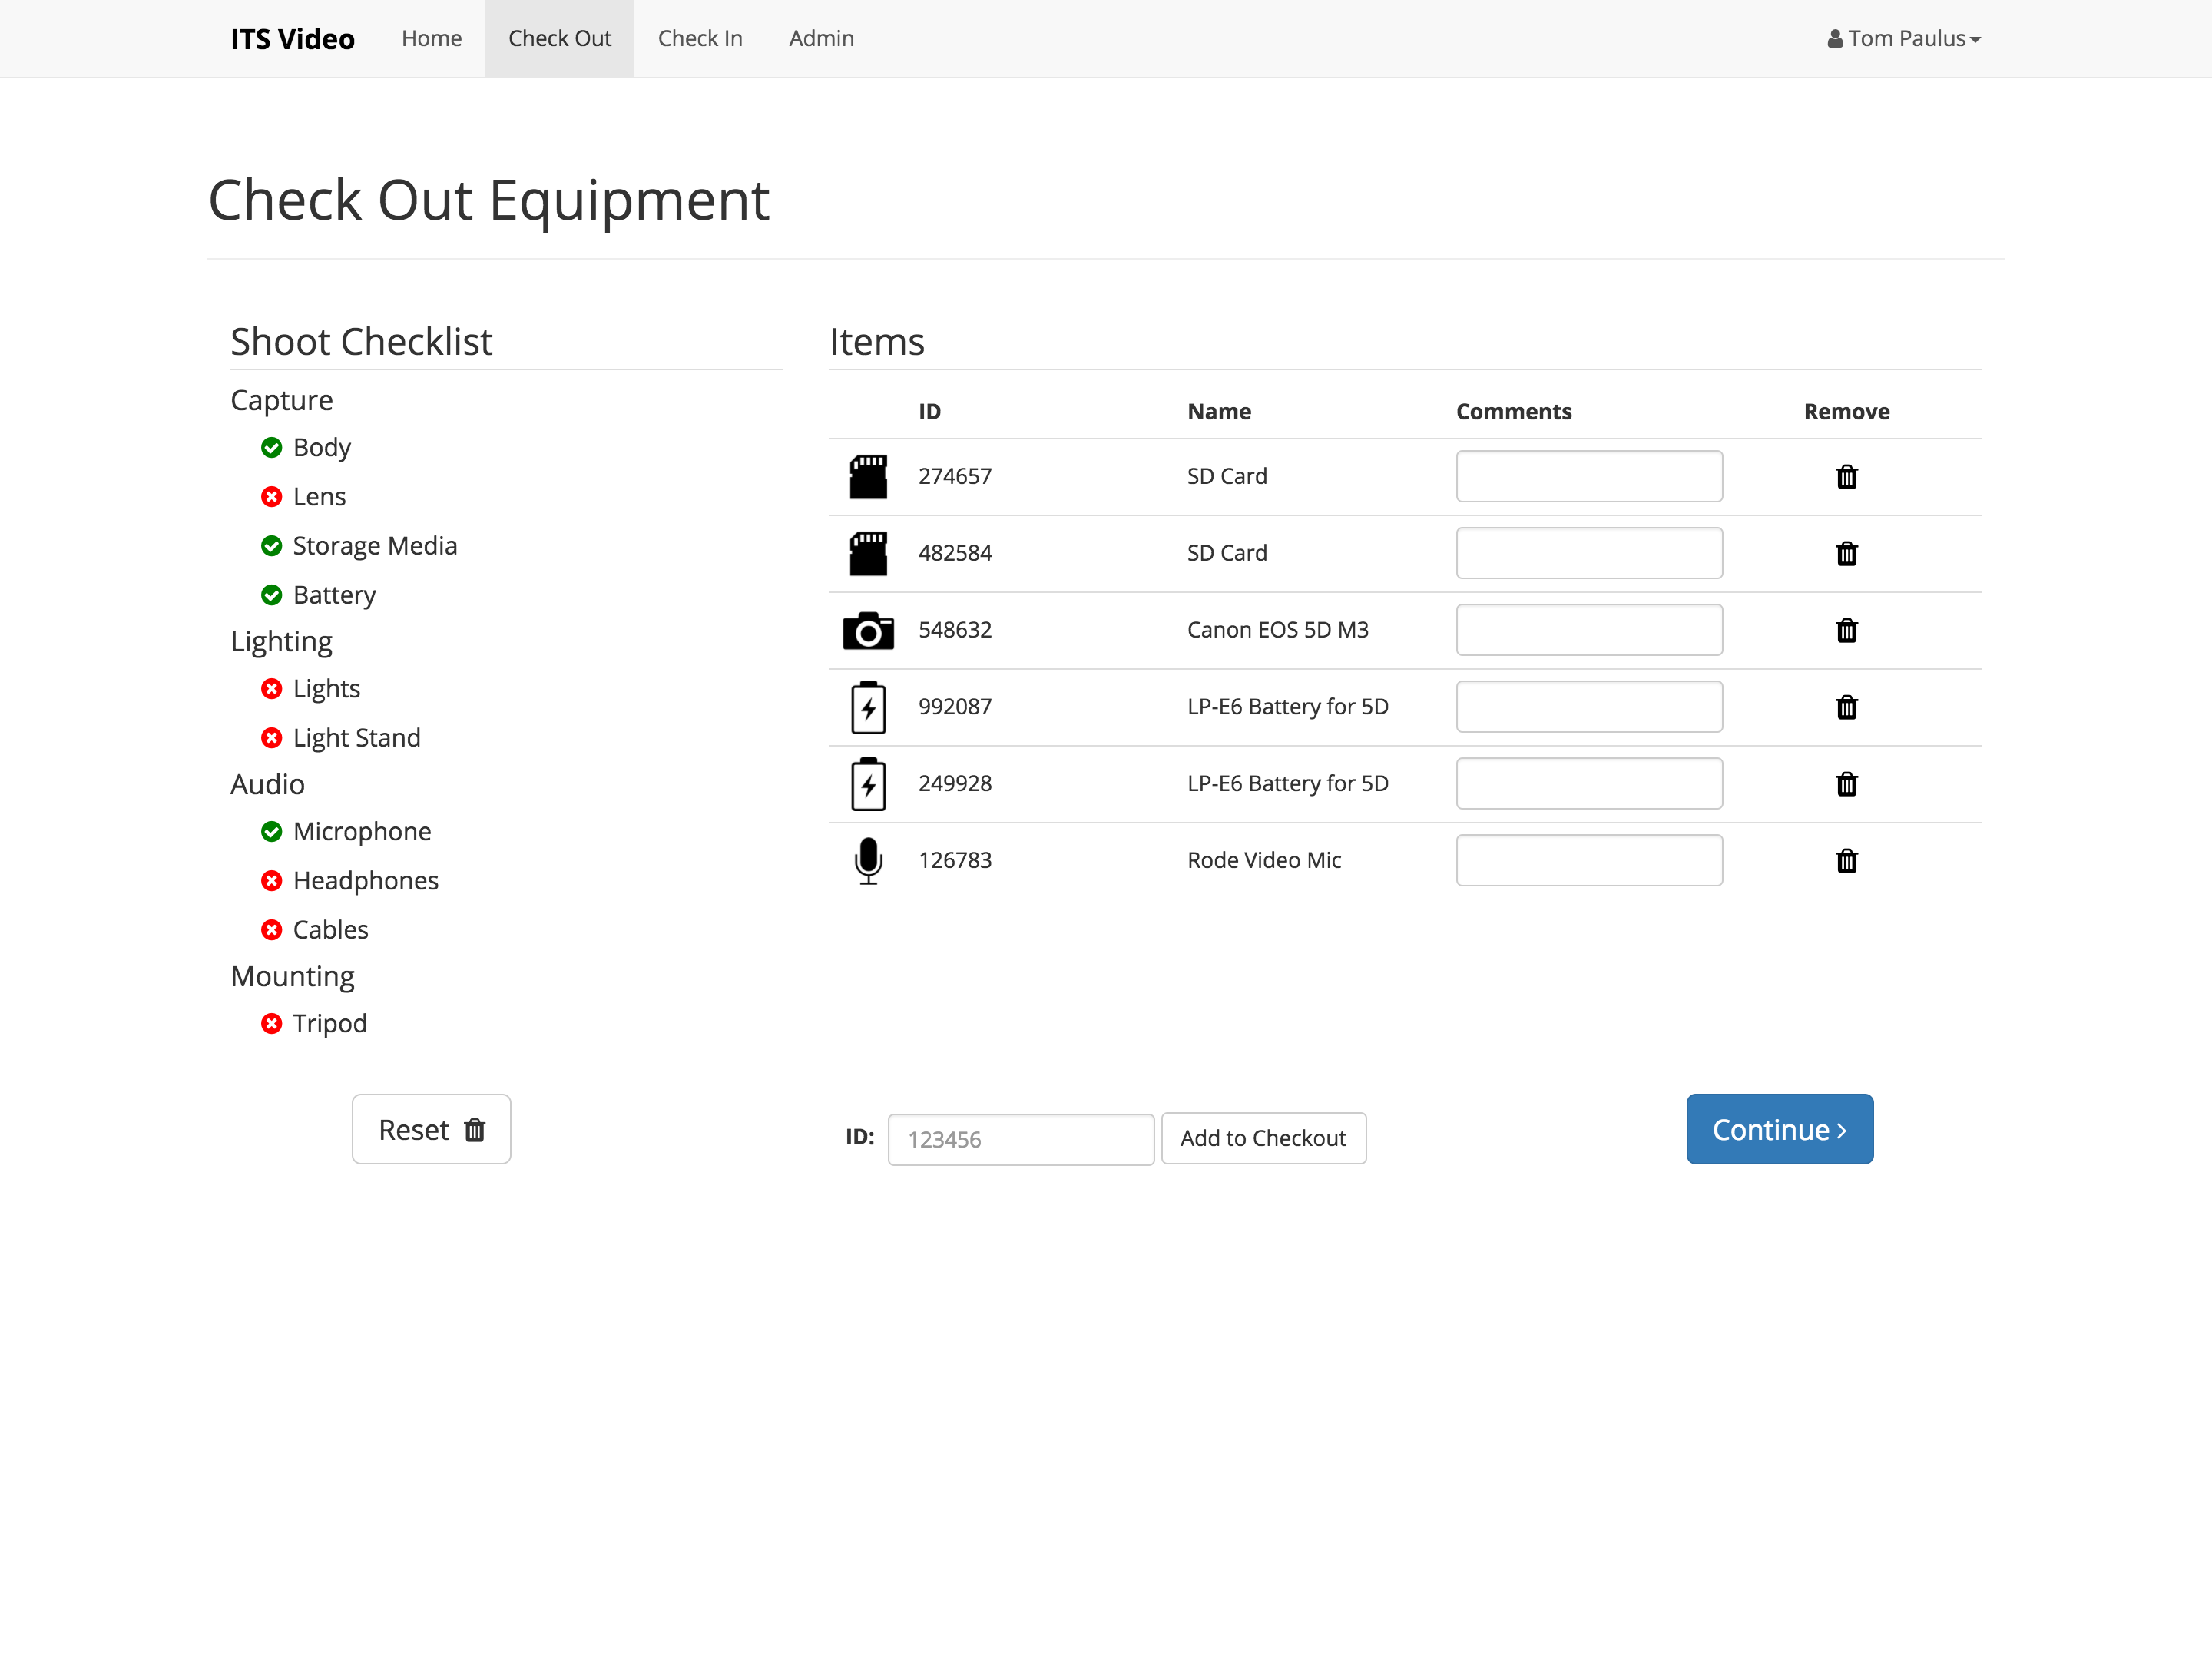 ITS Video Home Check Out Check In Admin Tom Paulus
Check Out Equipment
Shoot Checklist
Capture
Body
Lens
Storage Media
Battery
Lighting
Lights
Light Stand
Audio
Microphone
Headphones
Cables
Mounting
Tripod
Reset
Items
ID Name Comments Remove
274657 SD Card
482584 SD Card
548632 Canon EOS 5D M3
992087 LP-E6 Battery for 5D
249928 LP-E6 Battery for 5D
126783 Rode Video Mic
ID: 123456 Add to Checkout
Continue